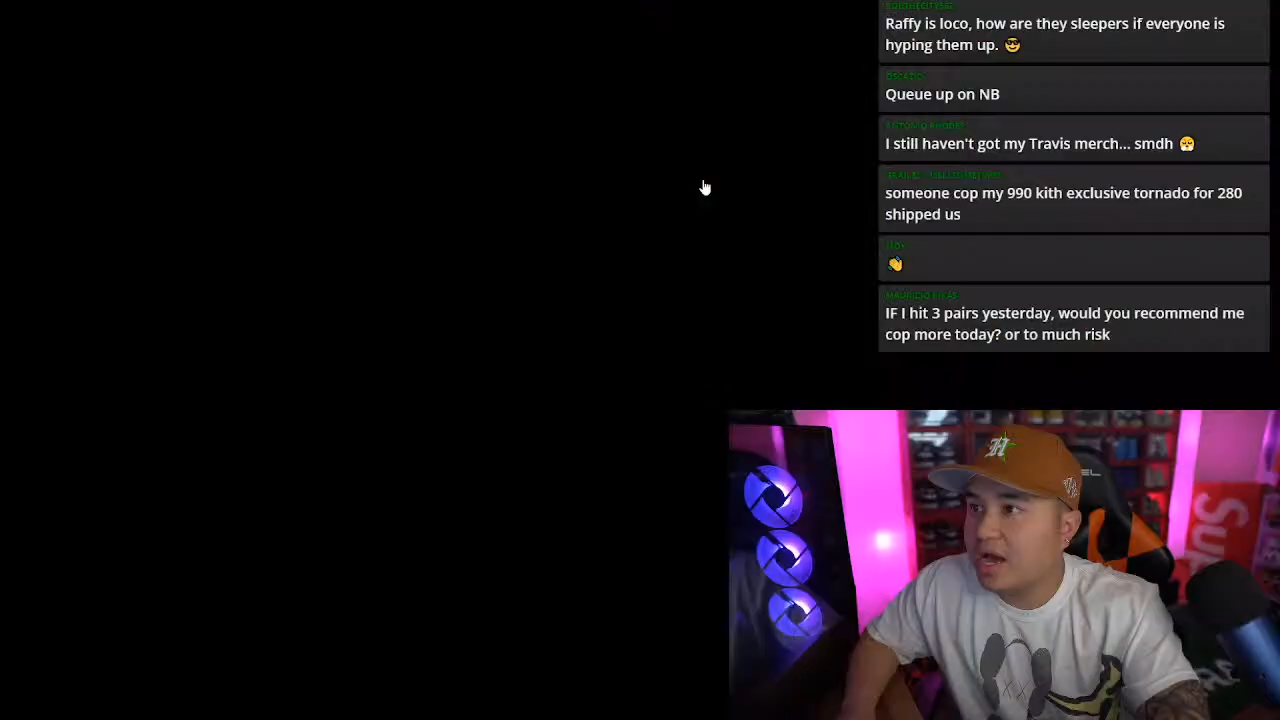 Raffy is loco, how are they sleepers if everyone is
hyping them up. 😎
Queue up on NB
I still haven't got my Travis merch... smdh 😤
someone cop my 990 kith exclusive tornado for 280
shipped us
👏
IF I hit 3 pairs yesterday, would you recommend me
cop more today? or to much risk
H
Sup